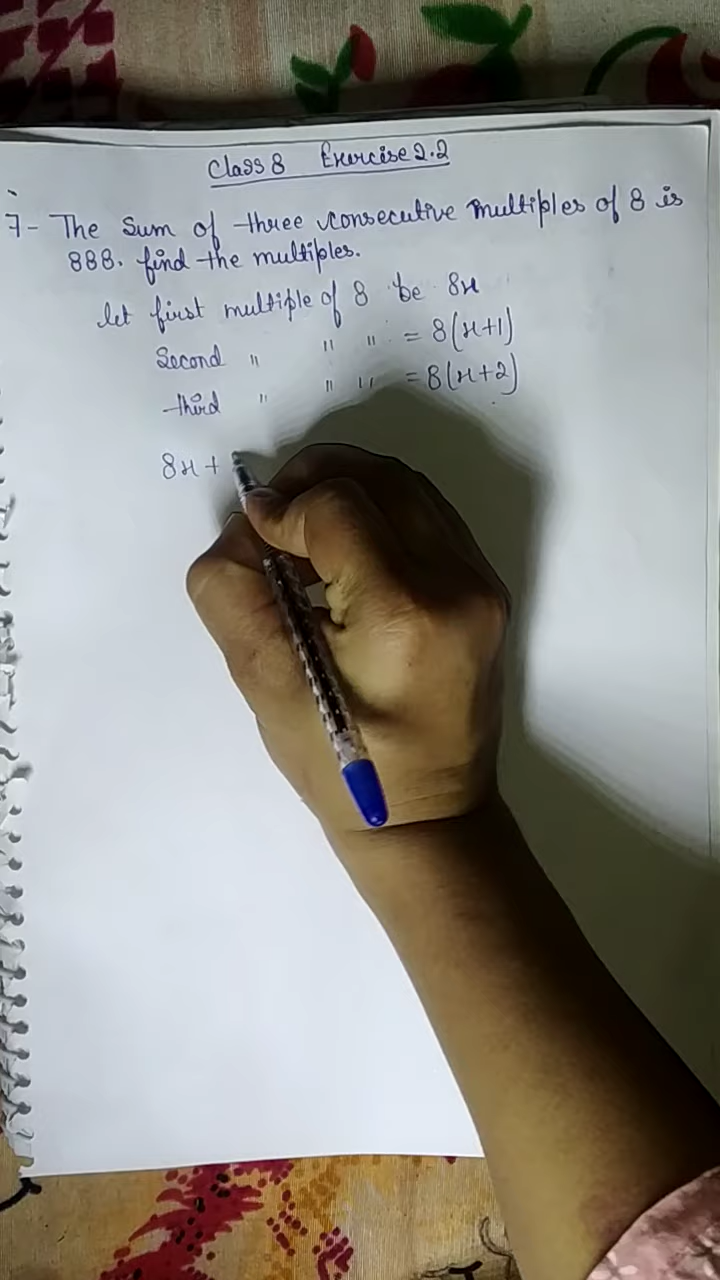 Class 8 Exercise 2.2
7- The sum of three consecutive multiples of 8 is
888. find the multiples.
let first multiple of 8 be 8x
Second " " " = 8(x+1)
third " " " = 8(x+2)
8x +